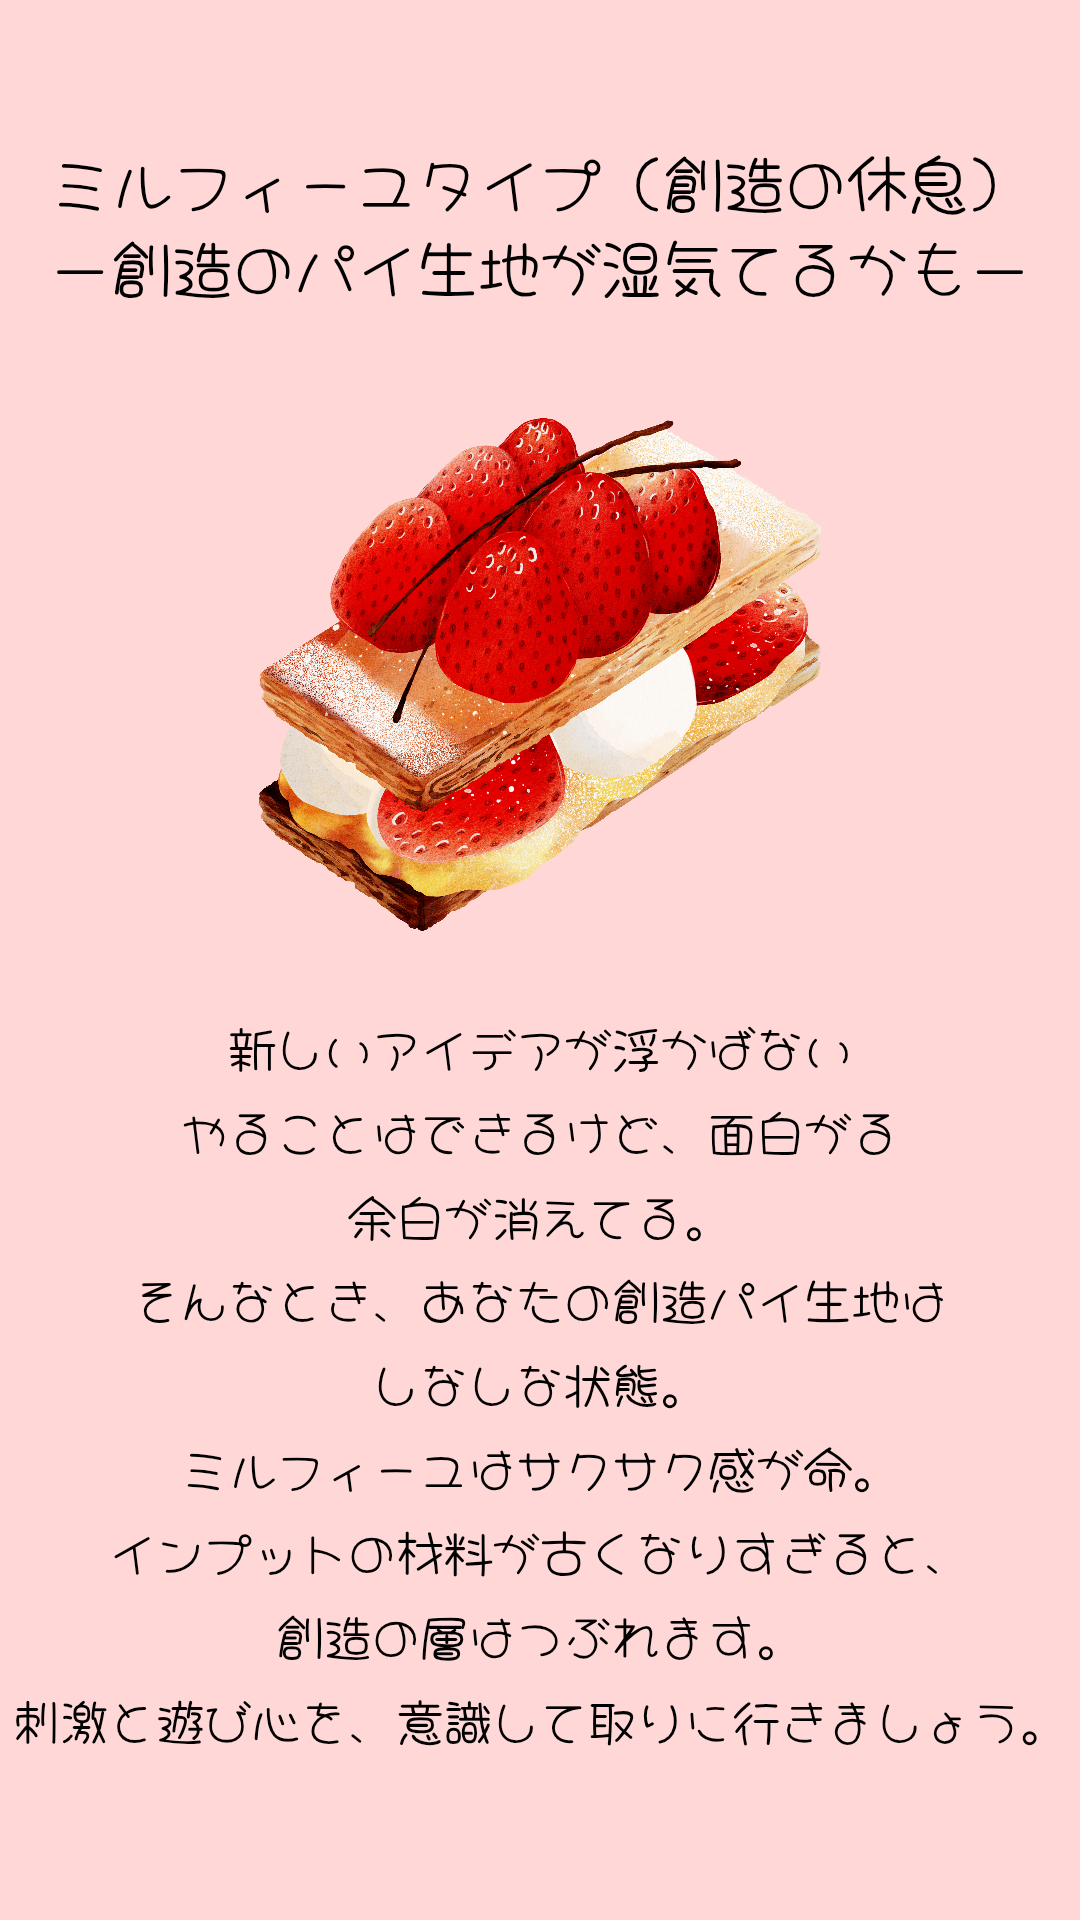 ミルフィーユタイプ（創造の休息）
ー創造のパイ生地が湿気てるかもー
新しいアイデアが浮かばない
やることはできるけど、面白がる
余白が消えてる。
そんなとき、あなたの創造パイ生地は
しなしな状態。
ミルフィーユはサクサク感が命。
インプットの材料が古くなりすぎると、
創造の層はつぶれます。
刺激と遊び心を、意識して取りに行きましょう。